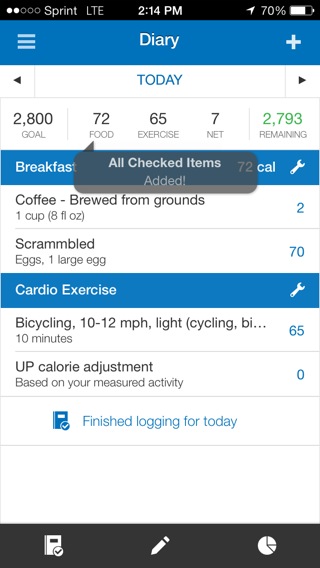 Sprint LTE 2:14 PM 70%
Diary
TODAY
2,800 72 65 7 2,793
GOAL FOOD EXERCISE NET REMAINING
All Checked Items
Added!
Breakfast 72 cal
Coffee - Brewed from grounds 2
1 cup (8 fl oz)
Scrammbled 70
Eggs, 1 large egg
Cardio Exercise
Bicycling, 10-12 mph, light (cycling, bi... 65
10 minutes
UP calorie adjustment 0
Based on your measured activity
Finished logging for today